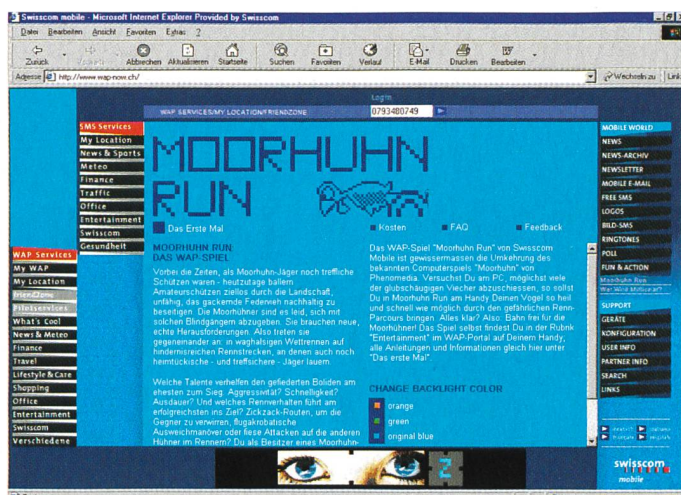 Swisscom mobile - Microsoft Internet Explorer Provided by Swisscom
Datei Bearbeiten Ansicht Favoriten Extras ?
Zurück Abbrechen Aktualisieren Startseite Suchen Favoriten Verlauf E-Mail Drucken Bearbeiten
Adresse http://www.wap-now.ch/ Wechseln zu Link
Login
WAP SERVICES/MY LOCATION/FRIENDZONE 0793480749
SMS Services
My Location
News & Sports
Meteo
Finance
Traffic
Office
Entertainment
Swisscom
Gesundheit
WAP Services
My WAP
My Location
FriendZone
Pilotservices
What's Cool
News & Meteo
Finance
Travel
Lifestyle & Care
Shopping
Office
Entertainment
Swisscom
Verschiedene
MOORHUHN
RUN
Das Erste Mal
Kosten FAQ Feedback
MOORHUHN RUN:
DAS WAP-SPIEL
Vorbei die Zeiten, als Moorhuhn-Jäger noch treffliche
Schützen waren - heutzutage ballern
Amateurschützen ziellos durch die Landschaft,
unfähig, das gackernde Federvieh nachhaltig zu
beseitigen. Die Moorhühner sind es leid, sich mit
solchen Blindgängern abzugeben. Sie brauchen neue,
echte Herausforderungen. Also treten sie
gegeneinander an: in waghalsigen Wettrennen auf
hindernisreichen Rennstrecken, an denen auch noch
heimtückische - und treffsichere - Jäger lauern.
Welche Talente verhelfen den gefiederten Boliden am
ehesten zum Sieg. Aggressivität? Schnelligkeit?
Ausdauer? Und welches Rennverhalten führt am
erfolgreichsten ins Ziel? Zickzack-Routen, um die
Gegner zu verwirren, flugakrobatische
Ausweichmanöver oder fiese Attacken auf die anderen
Hühner im Rennern? Du als Besitzer eines Moorhuhn-
Das WAP-Spiel "Moorhuhn Run" von Swisscom
Mobile ist gewissermassen die Umkehrung des
bekannten Computerspiels "Moorhuhn" von
Phenomedia. Versuchst Du am PC, möglichst viele
der glubschäugigen Viecher abzuschiessen, so sollst
Du in Moorhuhn Run am Handy Deinen Vogel so heil
und schnell wie möglich durch den gefährlichen Renn-
Parcours bringen. Alles klar? Also: Bahn frei für die
Moorhühner! Das Spiel selbst findest Du in der Rubrik
"Entertainment" im WAP-Portal auf Deinem Handy,
alle Anleitungen und Informationen gleich hier unter
"Das erste Mal".
CHANGE BACKLIGHT COLOR
orange
green
original blue
MOBILE WORLD
NEWS
NEWS-ARCHIV
NEWSLETTER
MOBILE E-MAIL
FREE SMS
LOGOS
BILD-SMS
RINGTONES
POLL
FUN & ACTION
Moorhuhn Run
SUPPORT
GERÄTE
KONFIGURATION
USER INFO
PARTNER INFO
SEARCH
LINKS
swisscom
mobile